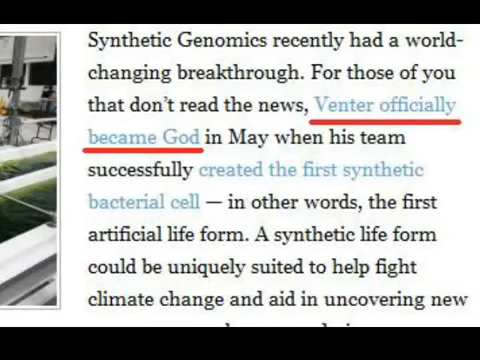 Synthetic Genomics recently had a world-
changing breakthrough. For those of you
that don't read the news, Venter officially
became God in May when his team
successfully created the first synthetic
bacterial cell — in other words, the first
artificial life form. A synthetic life form
could be uniquely suited to help fight
climate change and aid in uncovering new